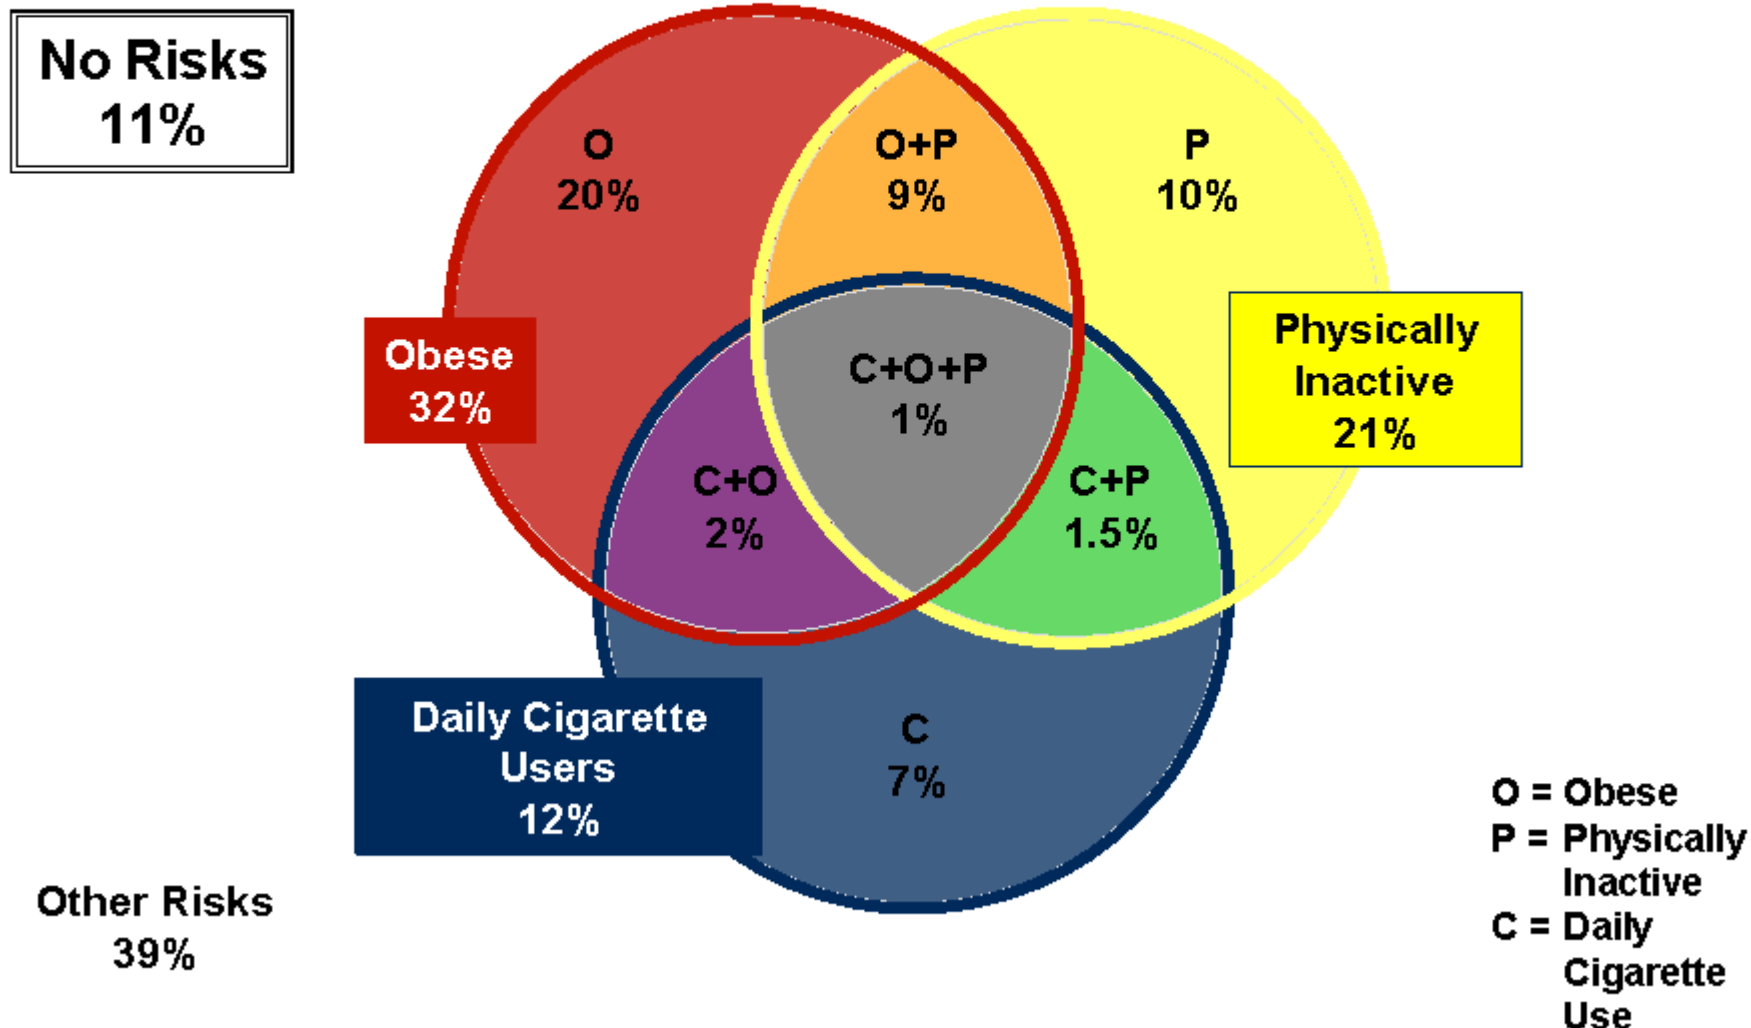 No Risks
11%
O
20%
O+P
9%
P
10%
Obese
32%
C+O+P
1%
Physically
Inactive
21%
C+O
2%
C+P
1.5%
Daily Cigarette
Users
12%
C
7%
Other Risks
39%
O = Obese
P = Physically
Inactive
C = Daily
Cigarette
Use